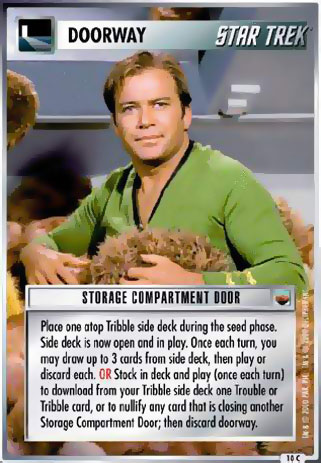 DOORWAY
STAR TREK
STORAGE COMPARTMENT DOOR
Place one atop Tribble side deck during the seed phase.
Side deck is now open and in play. Once each turn, you
may draw up to 3 cards from side deck, then play or
discard each. OR Stock in deck and play (once each turn)
to download from your Tribble side deck one Trouble or
Tribble card, or to nullify any card that is closing another
Storage Compartment Door; then discard doorway.
10 C